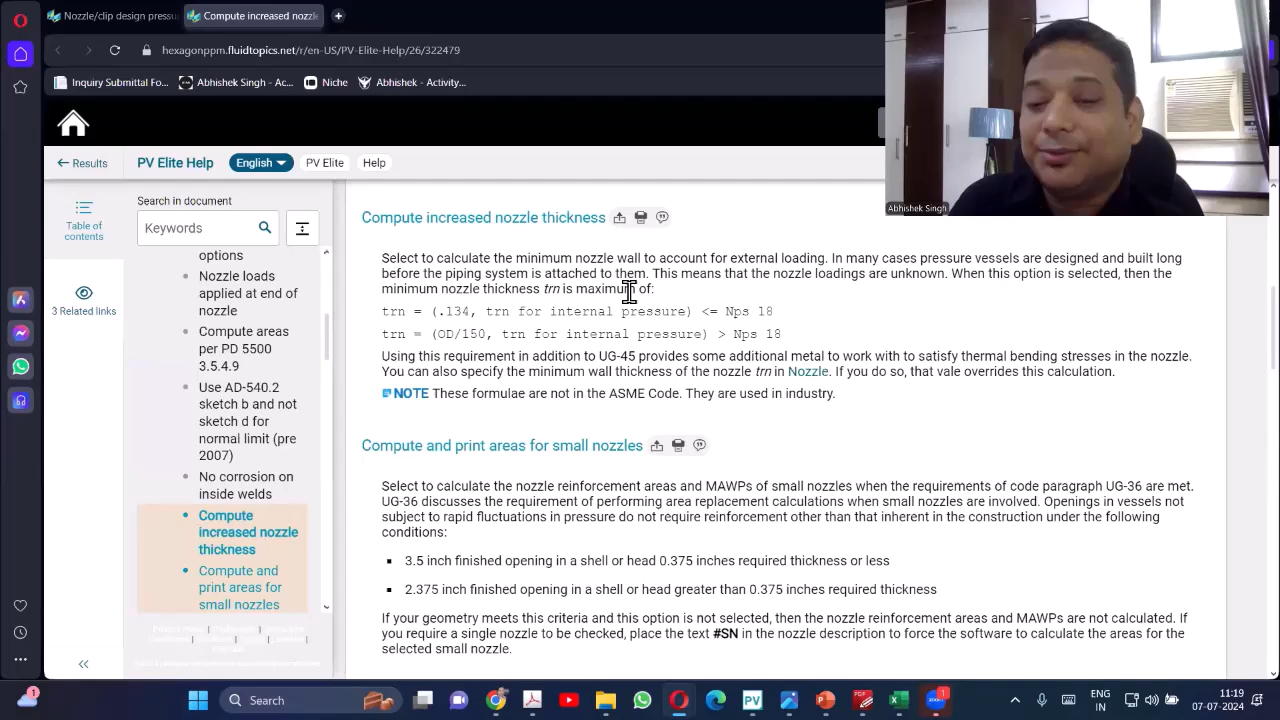 Nozzle/clip design pressu
Compute increased nozzle
hexagonppm.fluidtopics.net/r/en-US/PV-Elite-Help/26/322479
Inquiry Submittal Fo...
Abhishek Singh - Ac...
Niche
Abhishek - Activity...
Abhishek Singh
Results
PV Elite Help
English
PV Elite
Help
Table of
contents
3 Related links
Search in document
Keywords
options
Nozzle loads
applied at end of
nozzle
Compute areas
per PD 5500
3.5.4.9
Use AD-540.2
sketch b and not
sketch d for
normal limit (pre
2007)
No corrosion on
inside welds
Compute
increased nozzle
thickness
Compute and
print areas for
small nozzles
Compute increased nozzle thickness
Select to calculate the minimum nozzle wall to account for external loading. In many cases pressure vessels are designed and built long
before the piping system is attached to them. This means that the nozzle loadings are unknown. When this option is selected, then the
minimum nozzle thickness trn is maximum of:
trn = (.134, trn for internal pressure) <= Nps 18
trn = (OD/150, trn for internal pressure) > Nps 18
Using this requirement in addition to UG-45 provides some additional metal to work with to satisfy thermal bending stresses in the nozzle.
You can also specify the minimum wall thickness of the nozzle trn in Nozzle. If you do so, that vale overrides this calculation.
NOTE These formulae are not in the ASME Code. They are used in industry.
Compute and print areas for small nozzles
Select to calculate the nozzle reinforcement areas and MAWPs of small nozzles when the requirements of code paragraph UG-36 are met.
UG-36 discusses the requirement of performing area replacement calculations when small nozzles are involved. Openings in vessels not
subject to rapid fluctuations in pressure do not require reinforcement other than that inherent in the construction under the following
conditions:
3.5 inch finished opening in a shell or head 0.375 inches required thickness or less
2.375 inch finished opening in a shell or head greater than 0.375 inches required thickness
If your geometry meets this criteria and this option is not selected, then the nozzle reinforcement areas and MAWPs are not calculated. If
you require a single nozzle to be checked, place the text #SN in the nozzle description to force the software to calculate the areas for the
selected small nozzle.
1
Search
PV
PDF
1
ENG
IN
11:19
07-07-2024